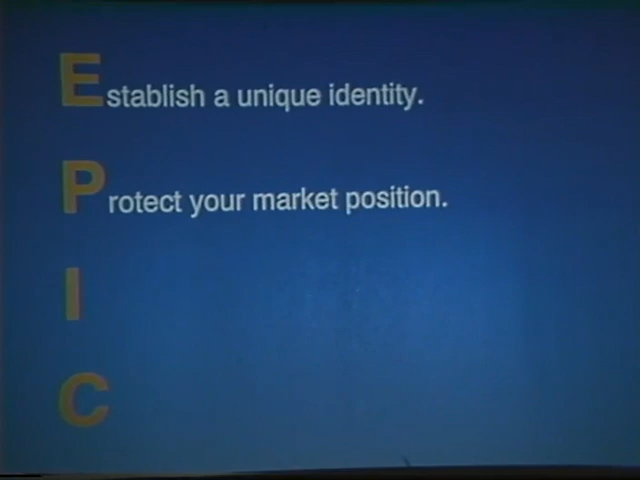 Establish a unique identity.
Protect your market position.
I
C